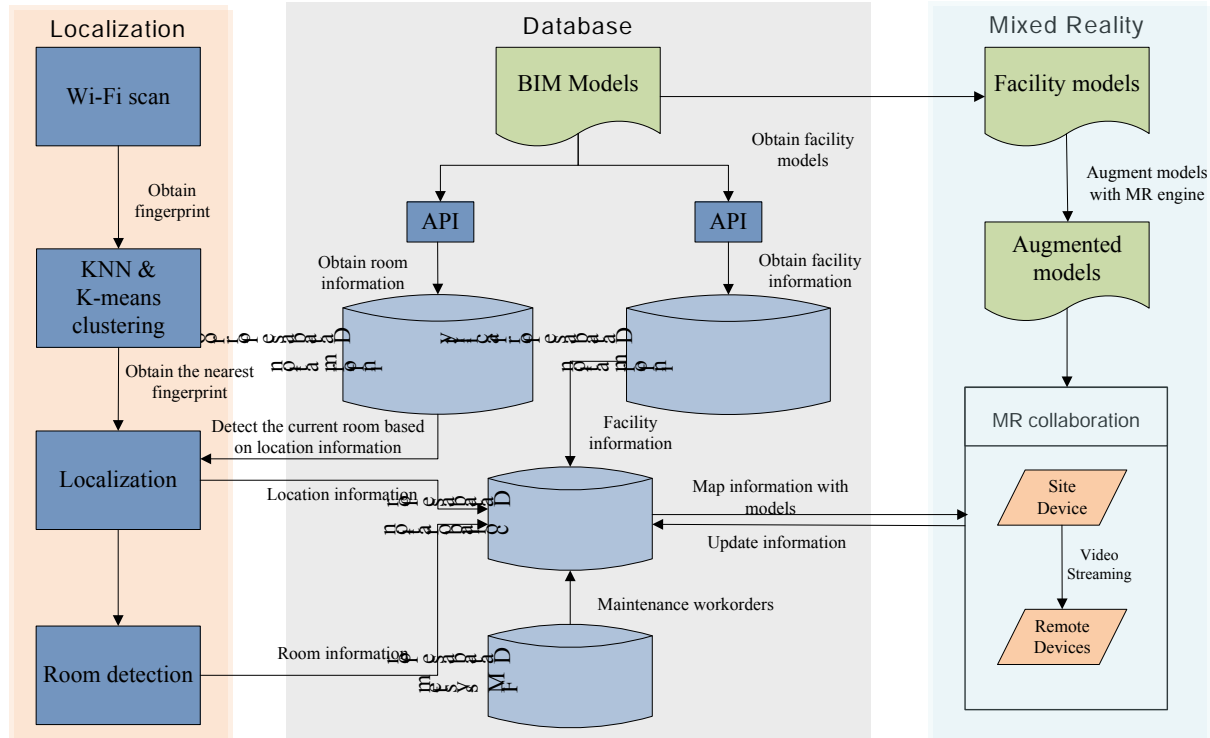 Localization
Wi-Fi scan
Obtain
fingerprint
KNN &
K-means
clustering
Obtain the nearest
fingerprint
Localization
Room detection
Database
BIM Models
Obtain facility
models
API
API
Obtain room
information
Obtain facility
information
Detect the current room based
on location information
Facility
information
Location information
Map information with
models
Update information
Maintenance workorders
Room information
Mixed Reality
Facility models
Augment models
with MR engine
Augmented
models
MR collaboration
Site
Device
Video
Streaming
Remote
Devices